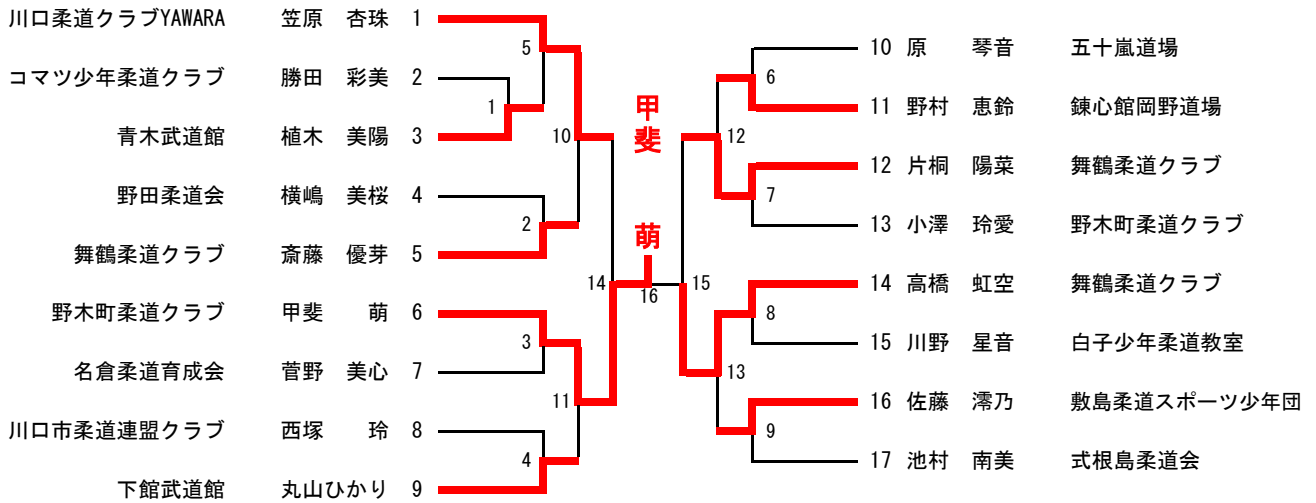 川口柔道クラブYAWARA 笠原 杏珠 1
コマツ少年柔道クラブ 勝田 彩美 2
青木武道館 植木 美陽 3
野田柔道会 横嶋 美桜 4
舞鶴柔道クラブ 斎藤 優芽 5
野木町柔道クラブ 甲斐 萌 6
名倉柔道育成会 菅野 美心 7
川口市柔道連盟クラブ 西塚 玲 8
下館武道館 丸山ひかり 9
5
1
10
2
3
11
4
14
甲斐
萌
16
15
6
12
7
8
13
9
10 原 琴音 五十嵐道場
11 野村 恵鈴 錬心館岡野道場
12 片桐 陽菜 舞鶴柔道クラブ
13 小澤 玲愛 野木町柔道クラブ
14 高橋 虹空 舞鶴柔道クラブ
15 川野 星音 白子少年柔道教室
16 佐藤 澪乃 敷島柔道スポーツ少年団
17 池村 南美 式根島柔道会